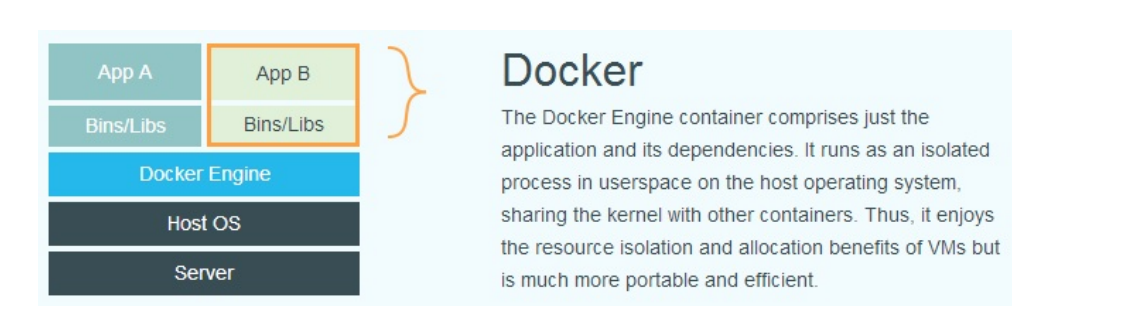 App A
App B
Bins/Libs
Bins/Libs
Docker Engine
Host OS
Server
Docker
The Docker Engine container comprises just the
application and its dependencies. It runs as an isolated
process in userspace on the host operating system,
sharing the kernel with other containers. Thus, it enjoys
the resource isolation and allocation benefits of VMs but
is much more portable and efficient.